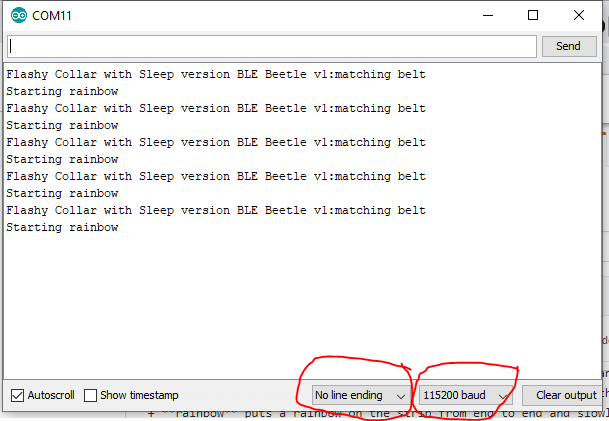 COM11
Send
Flashy Collar with Sleep version BLE Beetle v1:matching belt
Starting rainbow
Flashy Collar with Sleep version BLE Beetle v1:matching belt
Starting rainbow
Flashy Collar with Sleep version BLE Beetle v1:matching belt
Starting rainbow
Flashy Collar with Sleep version BLE Beetle v1:matching belt
Starting rainbow
Flashy Collar with Sleep version BLE Beetle v1:matching belt
Starting rainbow
Autoscroll Show timestamp No line ending 115200 baud Clear output
puts a rainbow on the strip from end to end and slowl